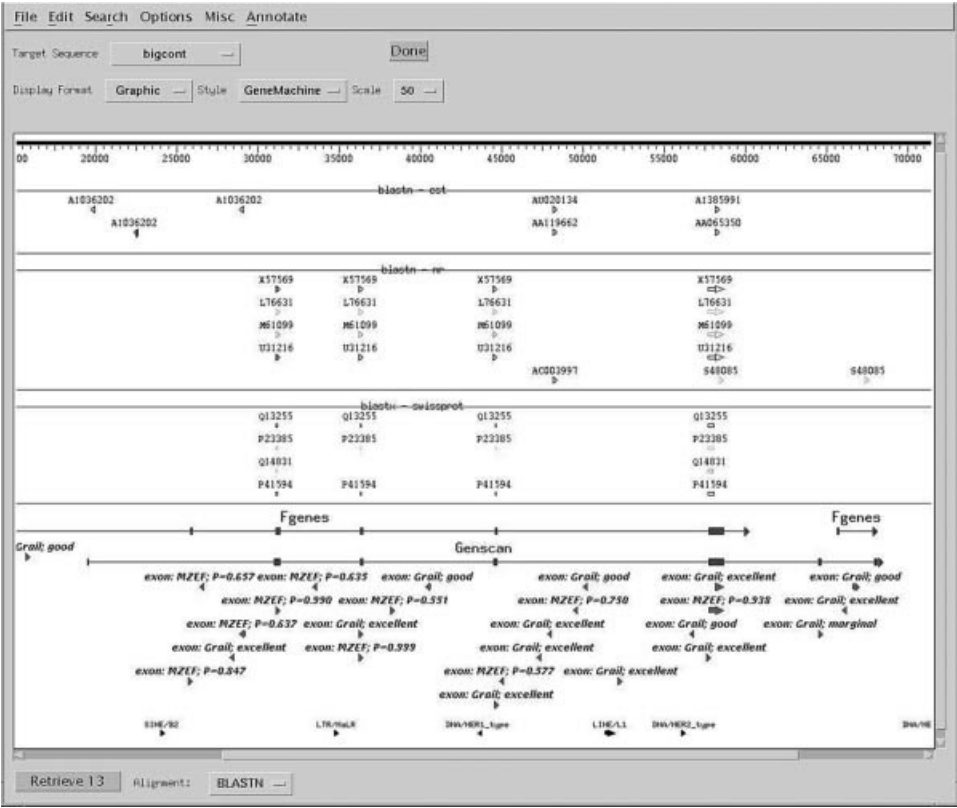 File Edit Search Options Misc Annotate
Target Sequence bigcont Done
Display Format Graphic Style GeneMachine Scale 50
00 20000 25000 30000 35000 40000 45000 50000 55000 60000 65000 70000
blastn - est
A1036202 A1036202 AU020134 A1385991
A1036202 AA119662 AA065350
blastn - nr
X57569 X57569 X57569 X57569
L76631 L76631 L76631 L76631
M61099 M61099 M61099 M61099
U31216 U31216 U31216 U31216
AC003997 S48085 S48085
blastx - swissprot
Q13255 Q13255 Q13255 Q13255
P23385 P23385 P23385 P23385
Q14831 Q14831
P41594 P41594 P41594 P41594
Fgenes Fgenes
Grail; good Genscan
exon: MZEF; P=0.657 exon: MZEF; P=0.635 exon: Grail; good exon: Grail; good exon: Grail; excellent exon: Grail; good
exon: MZEF; P=0.990 exon: MZEF; P=0.551 exon: MZEF; P=0.750 exon: MZEF; P=0.938 exon: Grail; excellent
exon: MZEF; P=0.637 exon: Grail; excellent exon: Grail; excellent exon: Grail; good exon: Grail; marginal
exon: Grail; excellent exon: MZEF; P=0.999 exon: Grail; excellent exon: Grail; excellent
exon: MZEF; P=0.847 exon: MZEF; P=0.577 exon: Grail; excellent
exon: Grail; excellent
SINE/B2 LTR/MaLR DNA/MER1_type LINE/L1 DNA/MER2_type DNA/ME
Retrieve 13 Alignment: BLASTN